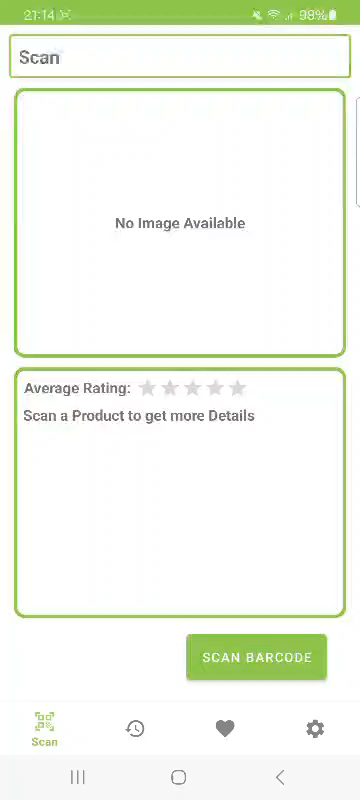 21:14 98%
Scan
No Image Available
Average Rating:
Scan a Product to get more Details
SCAN BARCODE
Scan